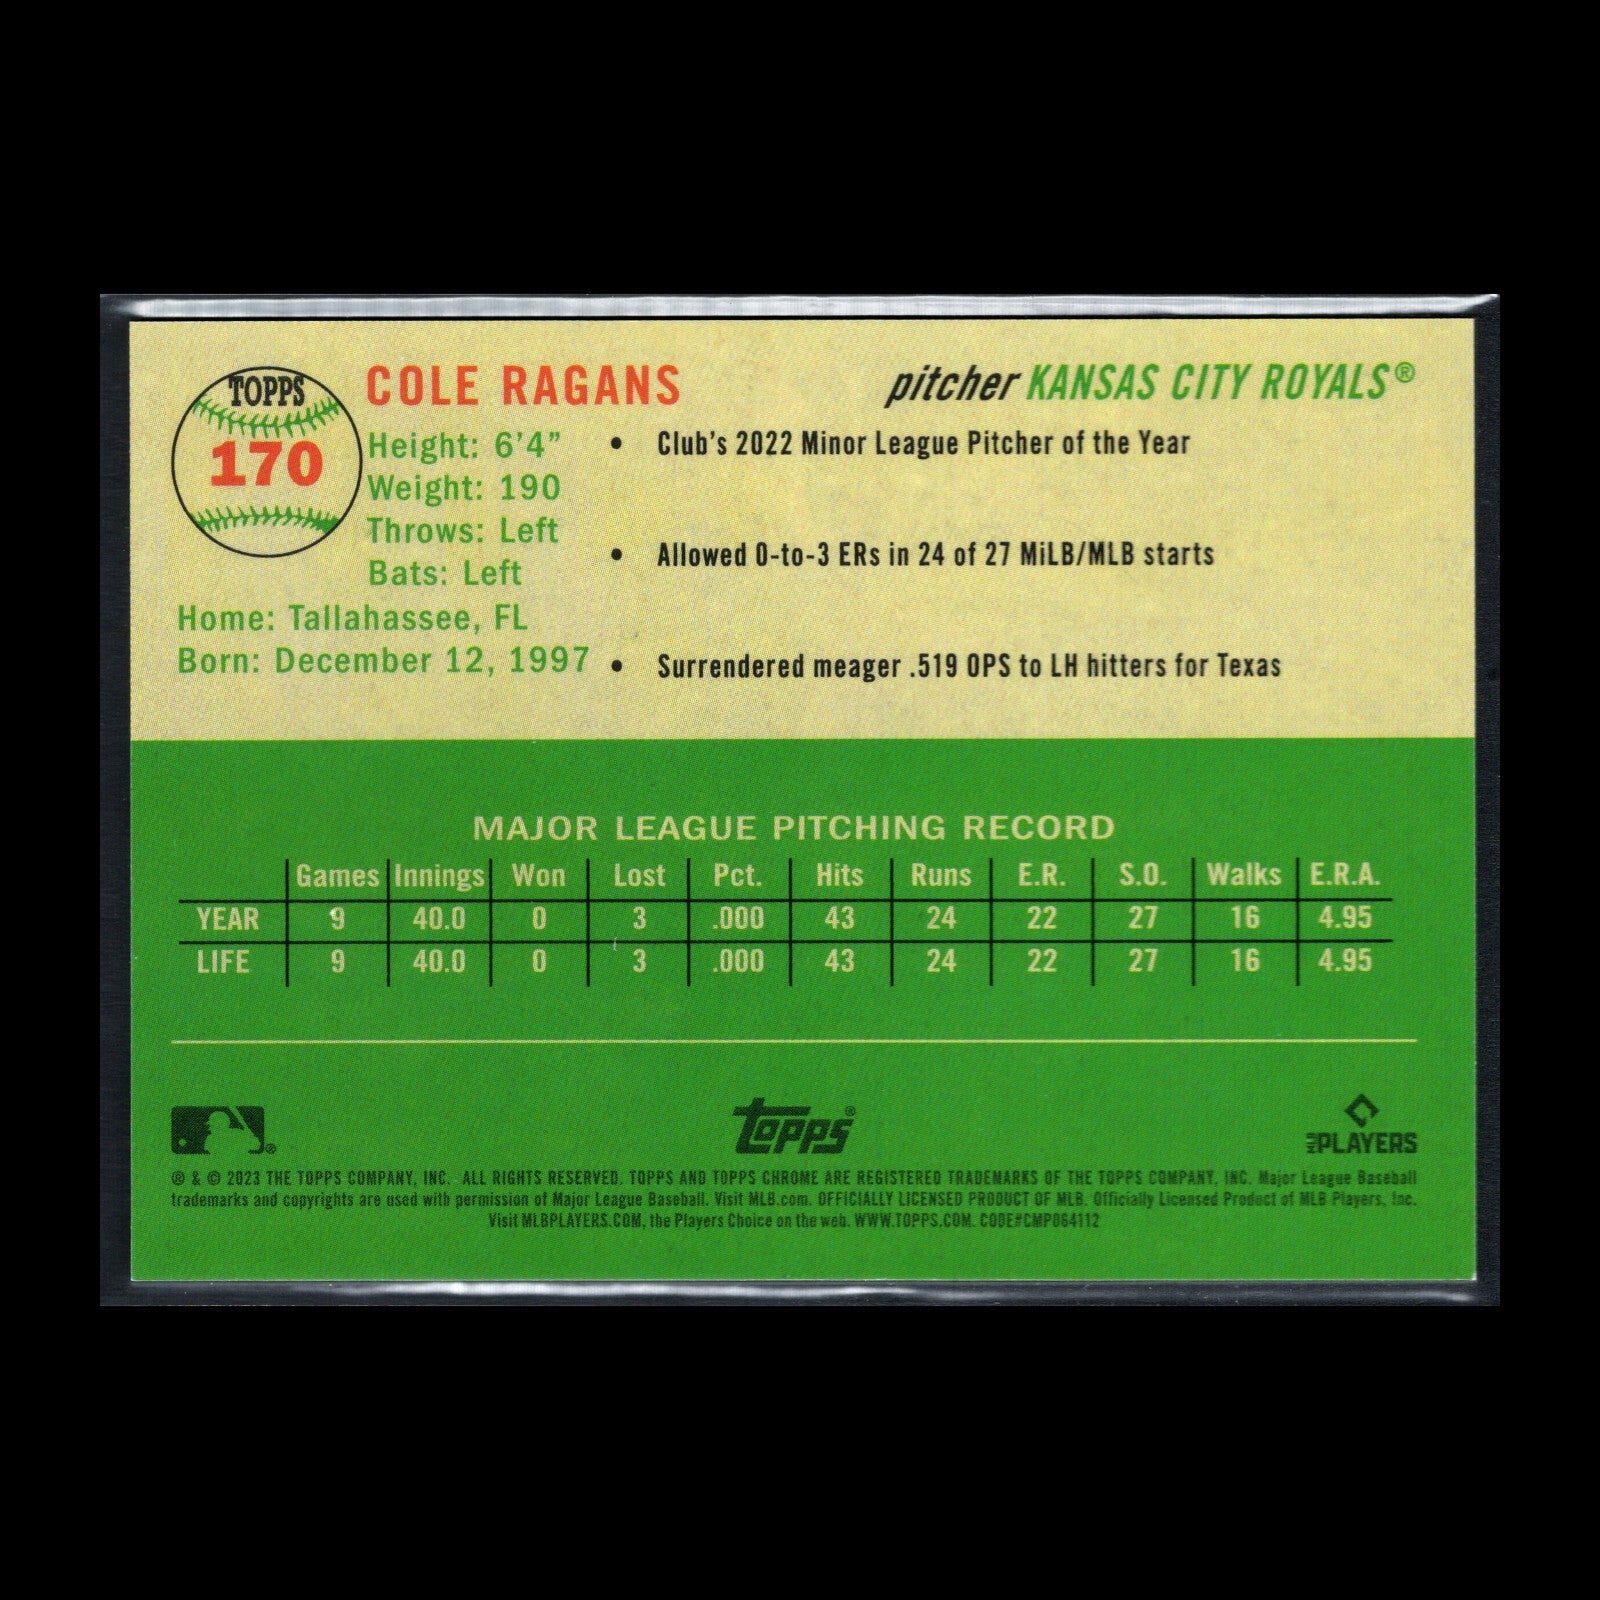 TOPPS
170
COLE RAGANS
pitcher KANSAS CITY ROYALS®
Height: 6'4"
Weight: 190
Throws: Left
Bats: Left
Home: Tallahassee, FL
Born: December 12, 1997
• Club's 2022 Minor League Pitcher of the Year
• Allowed 0-to-3 ERs in 24 of 27 MiLB/MLB starts
• Surrendered meager .519 OPS to LH hitters for Texas
MAJOR LEAGUE PITCHING RECORD
Games Innings Won Lost Pct. Hits Runs E.R. S.O. Walks E.R.A.
YEAR 9 40.0 0 3 .000 43 24 22 27 16 4.95
LIFE 9 40.0 0 3 .000 43 24 22 27 16 4.95
®
Topps®
MLB PLAYERS
® & © 2023 THE TOPPS COMPANY, INC. ALL RIGHTS RESERVED. TOPPS AND TOPPS CHROME ARE REGISTERED TRADEMARKS OF THE TOPPS COMPANY, INC. Major League Baseball
trademarks and copyrights are used with permission of Major League Baseball. Visit MLB.com. OFFICIALLY LICENSED PRODUCT OF MLB. Officially Licensed Product of MLB Players, Inc.
Visit MLBPLAYERS.COM, the Players Choice on the web. WWW.TOPPS.COM. CODE#CMP064112